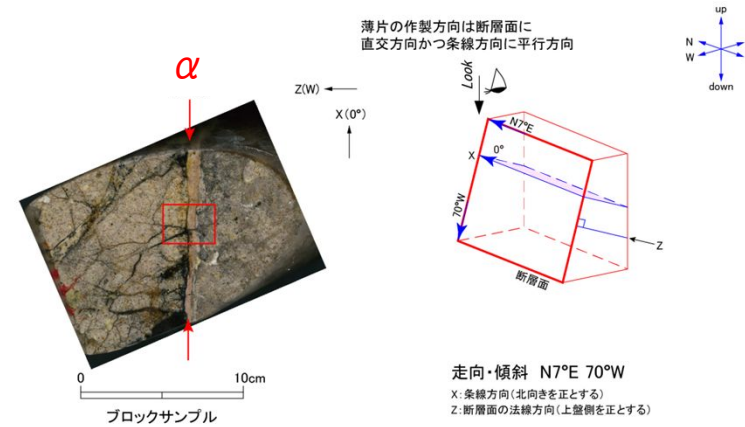 薄片の作製方向は断層面に
直交方向かつ条線方向に平行方向
up
N
W
down
α
Z(W)
X(0°)
Look
N7°E
X
0°
70°W
Z
断層面
0
10cm
ブロックサンプル
走向・傾斜 N7°E 70°W
X:条線方向(北向きを正とする)
Z:断層面の法線方向(上盤側を正とする)